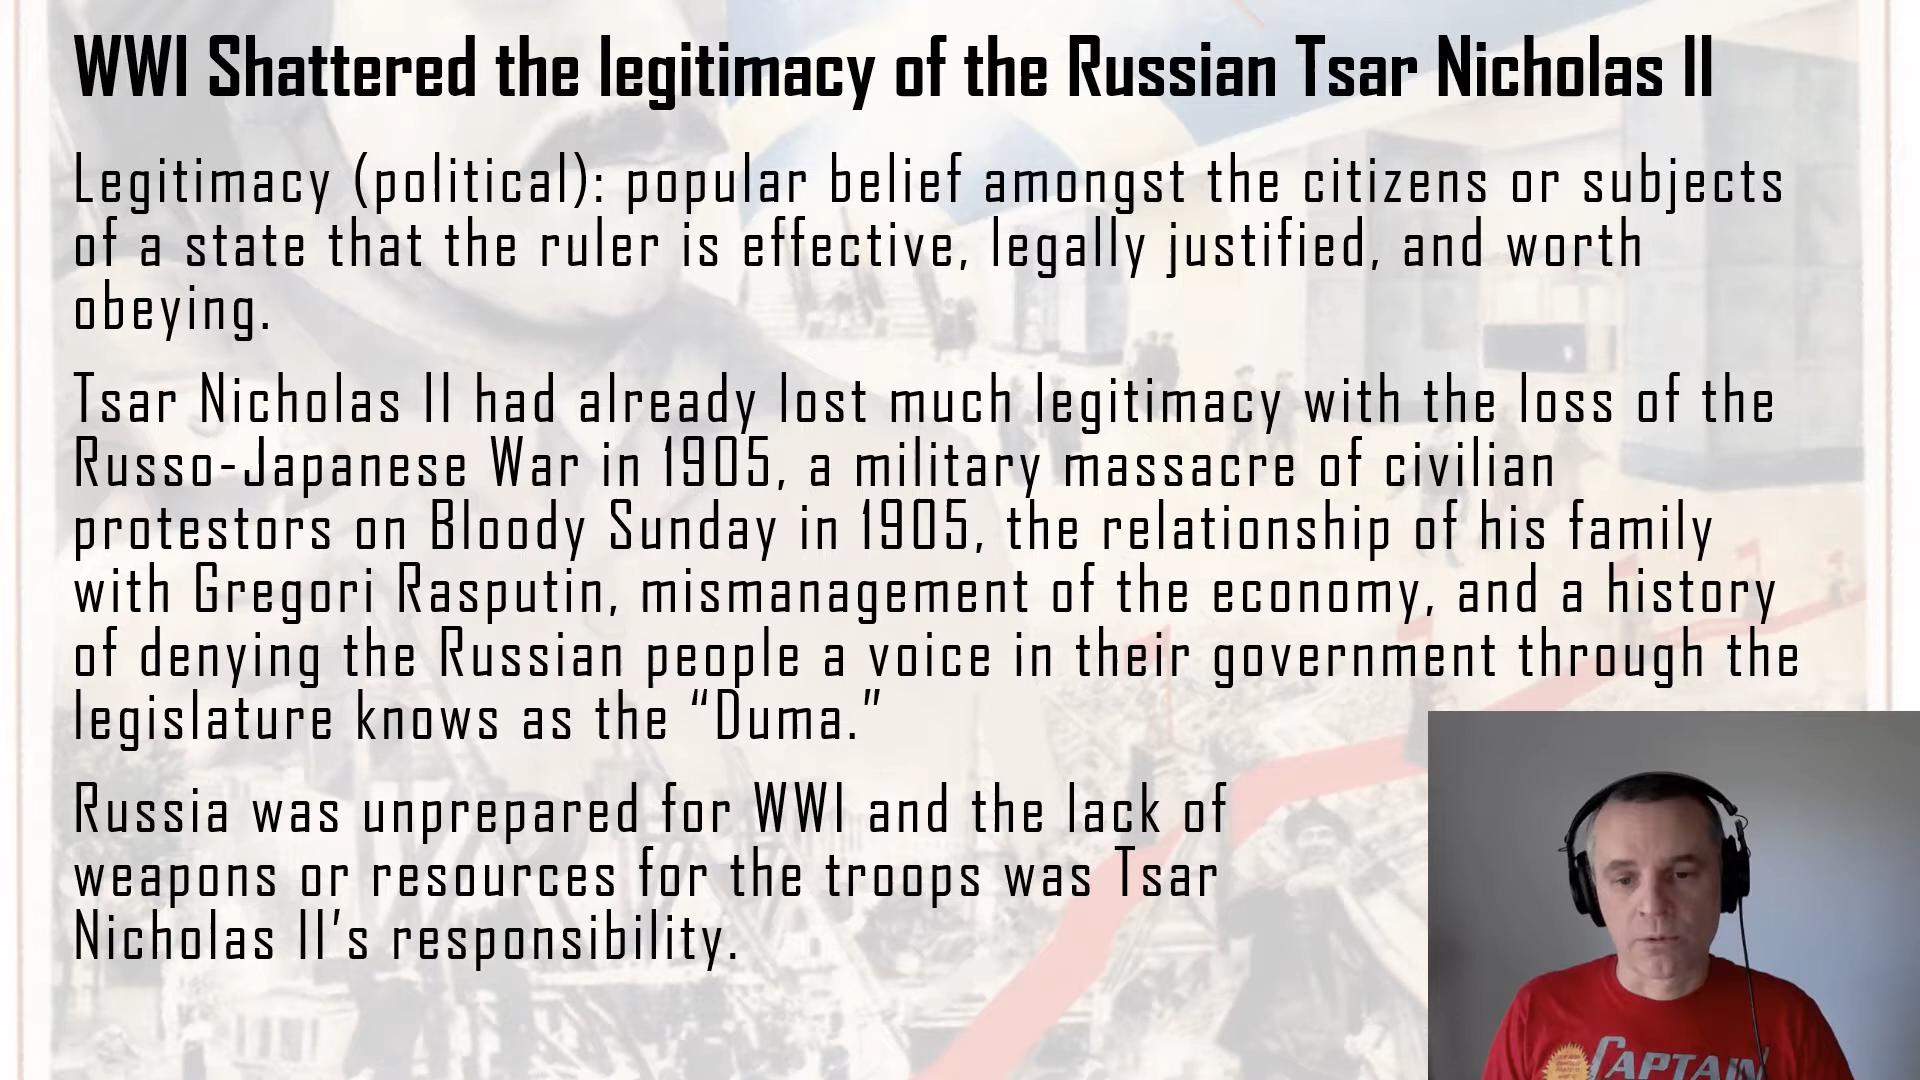 WWI Shattered the legitimacy of the Russian Tsar Nicholas II
Legitimacy (political): popular belief amongst the citizens or subjects
of a state that the ruler is effective, legally justified, and worth
obeying.
Tsar Nicholas II had already lost much legitimacy with the loss of the
Russo-Japanese War in 1905, a military massacre of civilian
protestors on Bloody Sunday in 1905, the relationship of his family
with Gregori Rasputin, mismanagement of the economy, and a history
of denying the Russian people a voice in their government through the
legislature knows as the “Duma.”
Russia was unprepared for WWI and the lack of
weapons or resources for the troops was Tsar
Nicholas II’s responsibility.
CAPTAIN